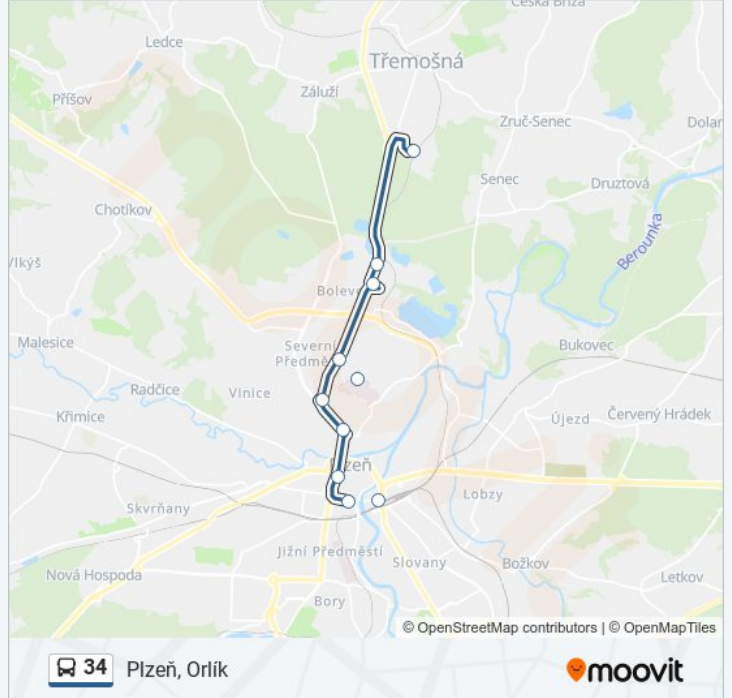 Česká Bříza
Ledce
Třemošná
Záluží
Příšov
Zruč-Senec
Dolan
Senec
Druztová
Chotíkov
Berounka
Vlkýš
Bolevec
Malesice
Severní
Předmě
Bukovec
Radčice
Vinice
Křimice
Újezd
Červený Hrádek
Plzeň
Lobzy
Skvrňany
Jižní Předměstí
Slovany
Božkov
Nová Hospoda
Letkov
Bory
© OpenStreetMap contributors | © OpenMapTiles
34 Plzeň, Orlík
moovit